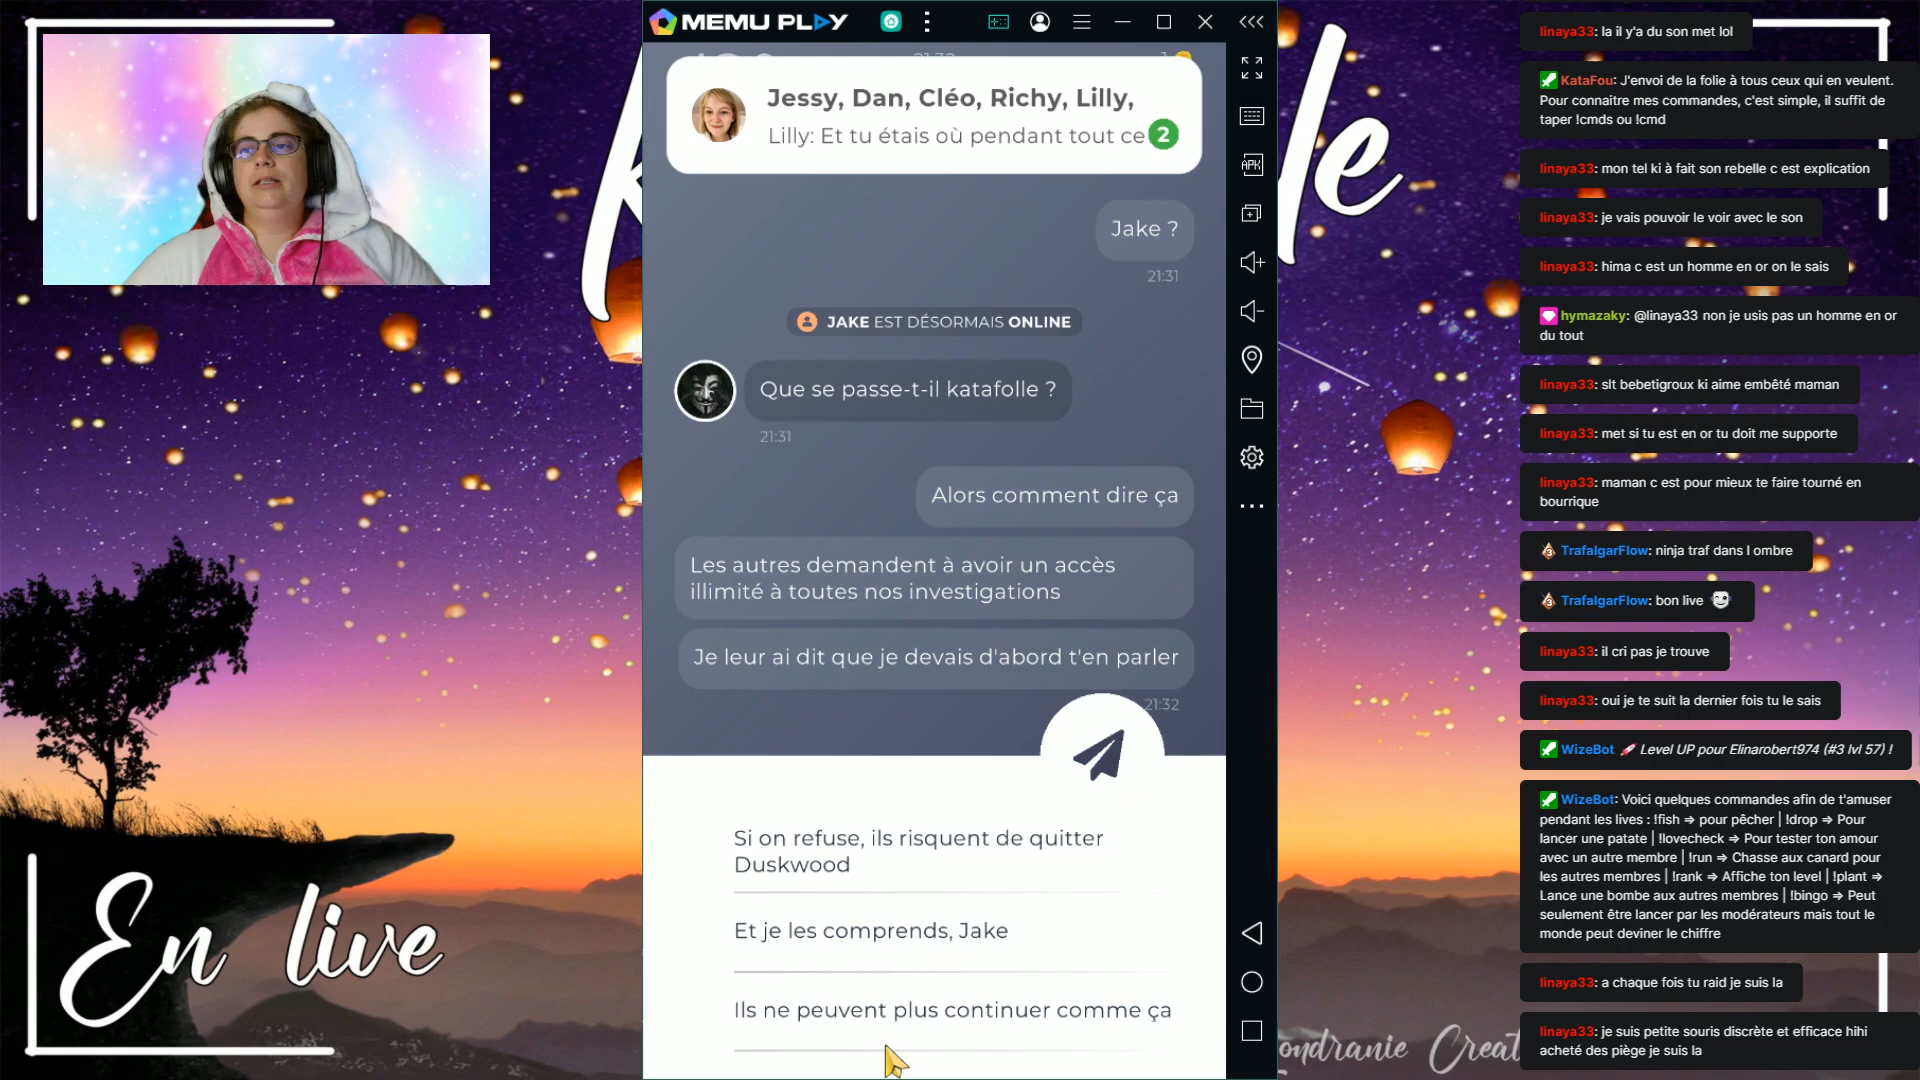 MEMU PLAY
Jessy, Dan, Cléo, Richy, Lilly,
Lilly: Et tu étais où pendant tout ce
2
Jake ?
21:31
JAKE EST DÉSORMAIS ONLINE
Que se passe-t-il katafolle ?
21:31
Alors comment dire ça
Les autres demandent à avoir un accès
illimité à toutes nos investigations
Je leur ai dit que je devais d'abord t'en parler
21:32
Si on refuse, ils risquent de quitter
Duskwood
Et je les comprends, Jake
Ils ne peuvent plus continuer comme ça
APK
En live
ondranie Creat
linaya33: la il y'a du son met lol
KataFou: J'envoi de la folie à tous ceux qui en veulent.
Pour connaitre mes commandes, c'est simple, il suffit de
taper !cmds ou !cmd
linaya33: mon tel ki à fait son rebelle c est explication
linaya33: je vais pouvoir le voir avec le son
linaya33: hima c est un homme en or on le sais
hymazaky: @linaya33 non je usis pas un homme en or
du tout
linaya33: slt bebetigroux ki aime embêté maman
linaya33: met si tu est en or tu doit me supporte
linaya33: maman c est pour mieux te faire tourné en
bourrique
TrafalgarFlow: ninja traf dans l ombre
TrafalgarFlow: bon live
linaya33: il cri pas je trouve
linaya33: oui je te suit la dernier fois tu le sais
WizeBot Level UP pour Elinarobert974 (#3 lvl 57) !
WizeBot: Voici quelques commandes afin de t'amuser
pendant les lives : !fish => pour pêcher | !drop => Pour
lancer une patate | !lovecheck => Pour tester ton amour
avec un autre membre | !run => Chasse aux canard pour
les autres membres | !rank => Affiche ton level | !plant =>
Lance une bombe aux autres membres | !bingo => Peut
seulement être lancer par les modérateurs mais tout le
monde peut deviner le chiffre
linaya33: a chaque fois tu raid je suis la
linaya33: je suis petite souris discrète et efficace hihi
acheté des piège je suis la